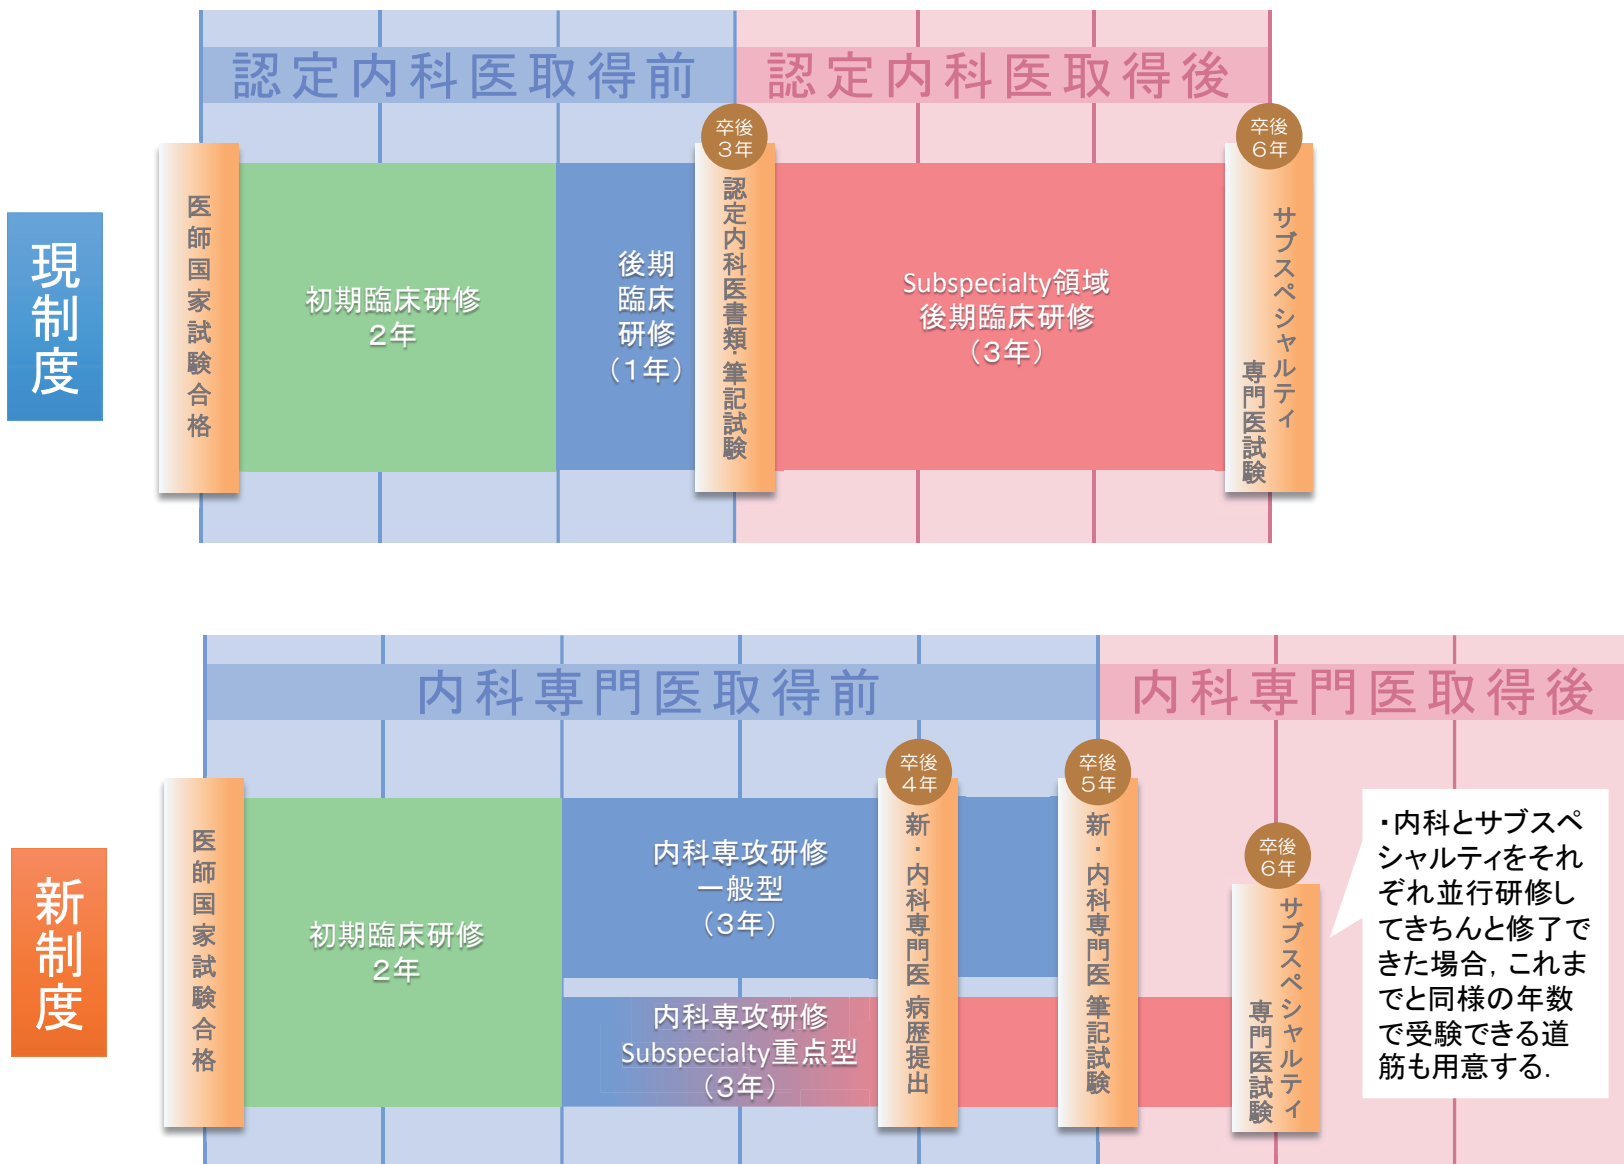 認定内科医取得前
認定内科医取得後
現制度
医師国家試験合格
初期臨床研修
2年
後期
臨床
研修
（1年）
卒後
3年
認定内科医書類・筆記試験
Subspecialty領域
後期臨床研修
（3年）
卒後
6年
サブスペシャルティ
専門医試験
内科専門医取得前
内科専門医取得後
新制度
医師国家試験合格
初期臨床研修
2年
内科専攻研修
一般型
（3年）
内科専攻研修
Subspecialty重点型
（3年）
卒後
4年
新・内科専門医 病歴提出
卒後
5年
新・内科専門医 筆記試験
卒後
6年
サブスペシャルティ
専門医試験
・内科とサブスペ
シャルティをそれ
ぞれ並行研修し
てきちんと修了で
きた場合，これま
でと同様の年数
で受験できる道
筋も用意する．